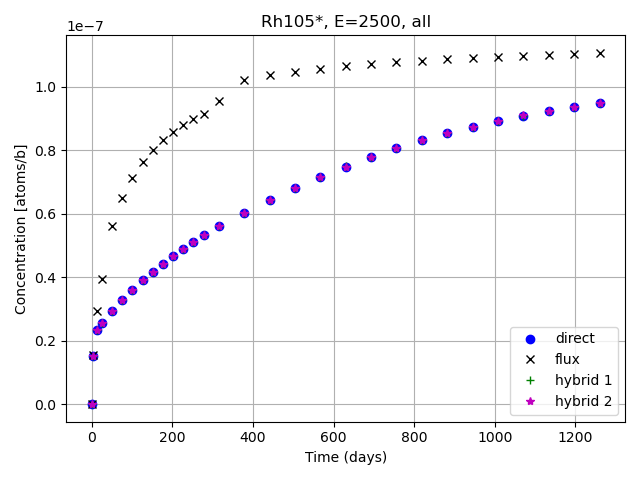 Rh105*, E=2500, all
1e−7
1.0
0.8
0.6
0.4
0.2
0.0
Concentration [atoms/b]
0
200
400
600
800
1000
1200
Time (days)
direct
flux
hybrid 1
hybrid 2